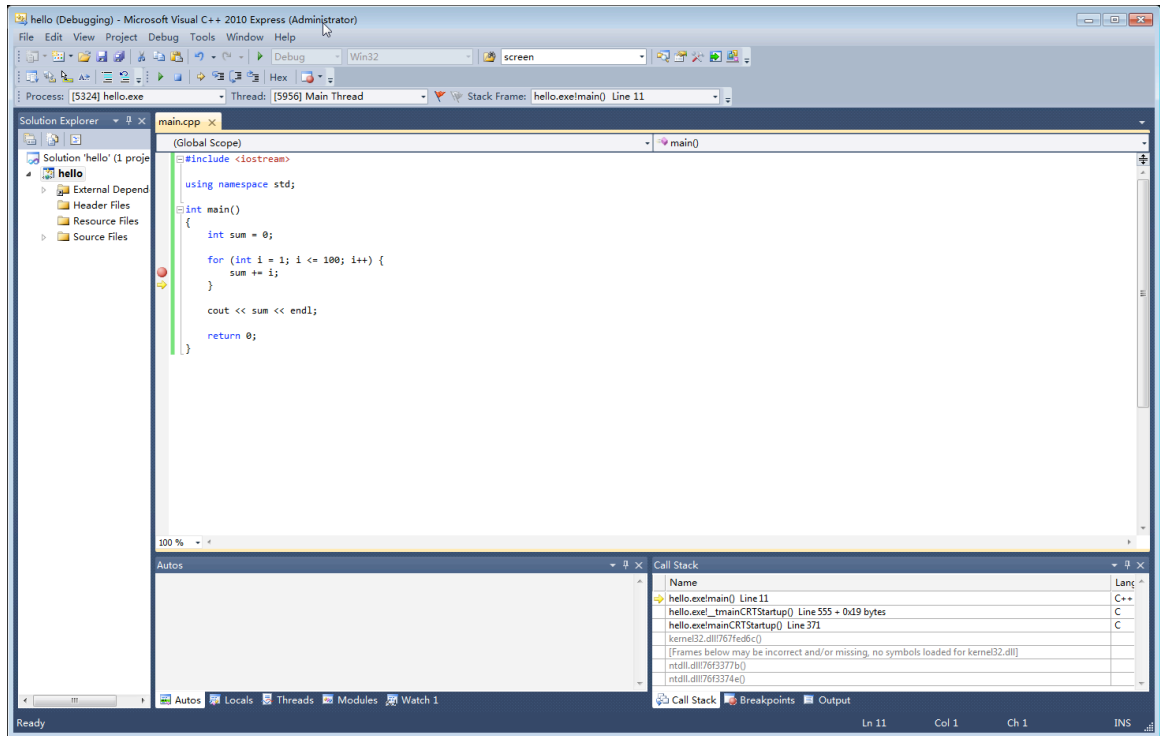 hello (Debugging) - Microsoft Visual C++ 2010 Express (Administrator)
File Edit View Project Debug Tools Window Help
Debug Win32 screen
Hex
Process: [5324] hello.exe Thread: [5956] Main Thread Stack Frame: hello.exe!main() Line 11
Solution Explorer
main.cpp
(Global Scope) main()
Solution 'hello' (1 proje
hello
External Depend
Header Files
Resource Files
Source Files
#include <iostream>
using namespace std;
int main()
{
int sum = 0;
for (int i = 1; i <= 100; i++) {
sum += i;
}
cout << sum << endl;
return 0;
}
100 %
Autos
Call Stack
Name Lang
hello.exe!main() Line 11 C++
hello.exe!__tmainCRTStartup() Line 555 + 0x19 bytes C
hello.exe!mainCRTStartup() Line 371 C
kernel32.dll!767fed6c()
[Frames below may be incorrect and/or missing, no symbols loaded for kernel32.dll]
ntdll.dll!76f3377b()
ntdll.dll!76f3374e()
Autos Locals Threads Modules Watch 1
Call Stack Breakpoints Output
Ready Ln 11 Col 1 Ch 1 INS